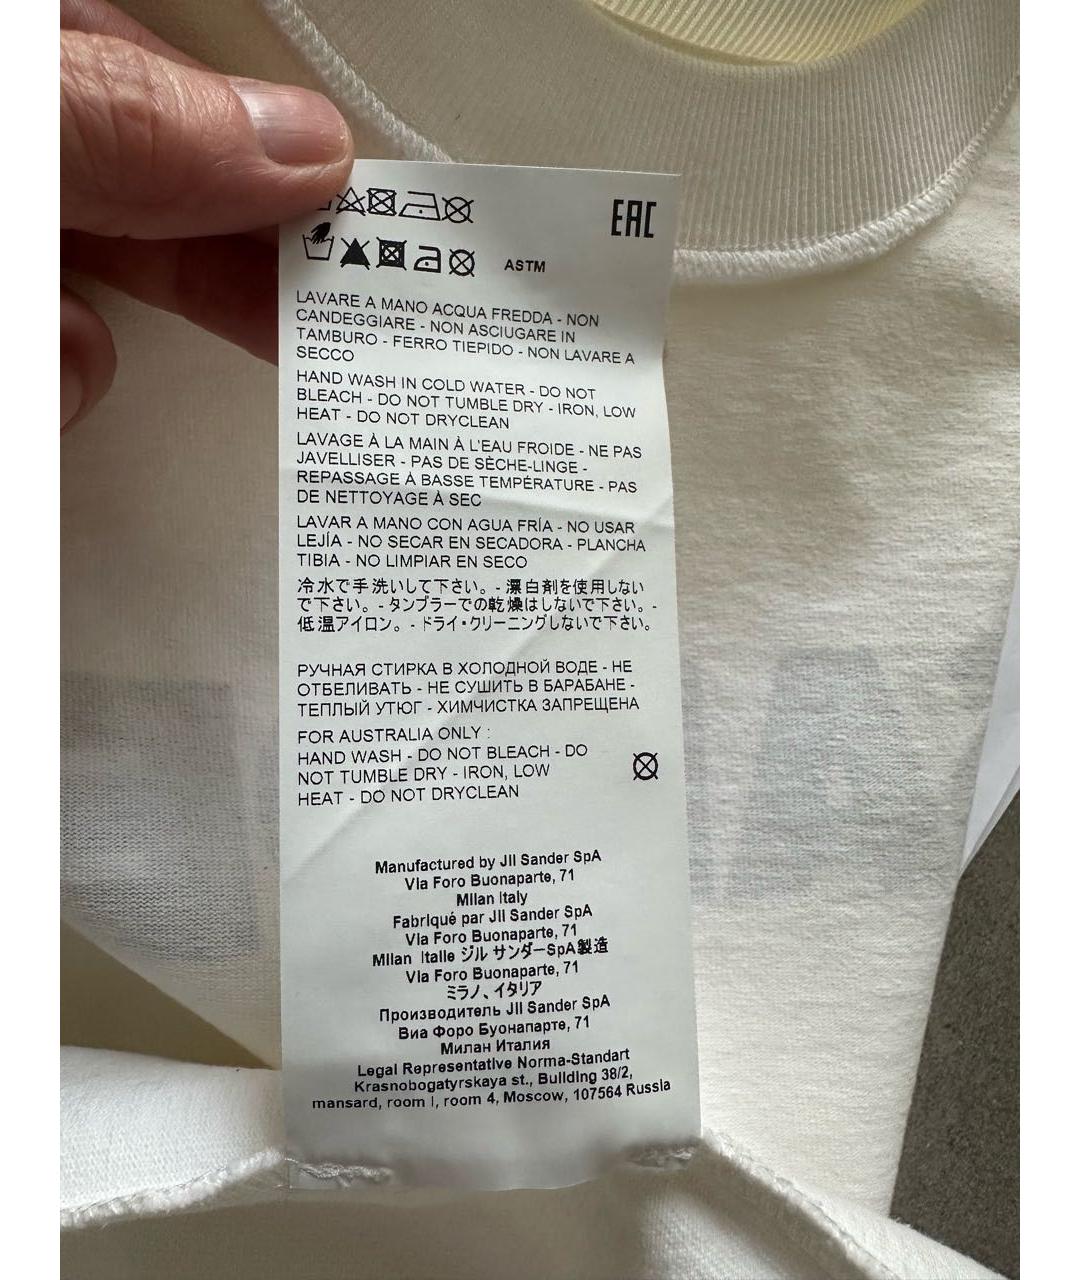 EAC
ASTM
LAVARE A MANO ACQUA FREDDA - NON
CANDEGGIARE - NON ASCIUGARE IN
TAMBURO - FERRO TIEPIDO - NON LAVARE A
SECCO
HAND WASH IN COLD WATER - DO NOT
BLEACH - DO NOT TUMBLE DRY - IRON, LOW
HEAT - DO NOT DRYCLEAN
LAVAGE À LA MAIN À L'EAU FROIDE - NE PAS
JAVELLISER - PAS DE SÈCHE-LINGE -
REPASSAGE À BASSE TEMPÉRATURE - PAS
DE NETTOYAGE À SEC
LAVAR A MANO CON AGUA FRÍA - NO USAR
LEJÍA - NO SECAR EN SECADORA - PLANCHA
TIBIA - NO LIMPIAR EN SECO
冷水で手洗いして下さい。- 漂白剤を使用しない
で下さい。- タンブラーでの乾燥はしないで下さい。-
低温アイロン。- ドライ・クリーニングしないで下さい。
РУЧНАЯ СТИРКА В ХОЛОДНОЙ ВОДЕ - НЕ
ОТБЕЛИВАТЬ - НЕ СУШИТЬ В БАРАБАНЕ -
ТЕПЛЫЙ УТЮГ - ХИМЧИСТКА ЗАПРЕЩЕНА
FOR AUSTRALIA ONLY :
HAND WASH - DO NOT BLEACH - DO
NOT TUMBLE DRY - IRON, LOW
HEAT - DO NOT DRYCLEAN
Manufactured by Jil Sander SpA
Via Foro Buonaparte, 71
Milan Italy
Fabriqué par Jil Sander SpA
Via Foro Buonaparte, 71
Milan Italie ジル サンダーSpA製造
Via Foro Buonaparte, 71
ミラノ、イタリア
Производитель Jil Sander SpA
Виа Форо Буонапарте, 71
Милан Италия
Legal Representative Norma-Standart
Krasnobogatyrskaya st., Building 38/2,
mansard, room I, room 4, Moscow, 107564 Russia